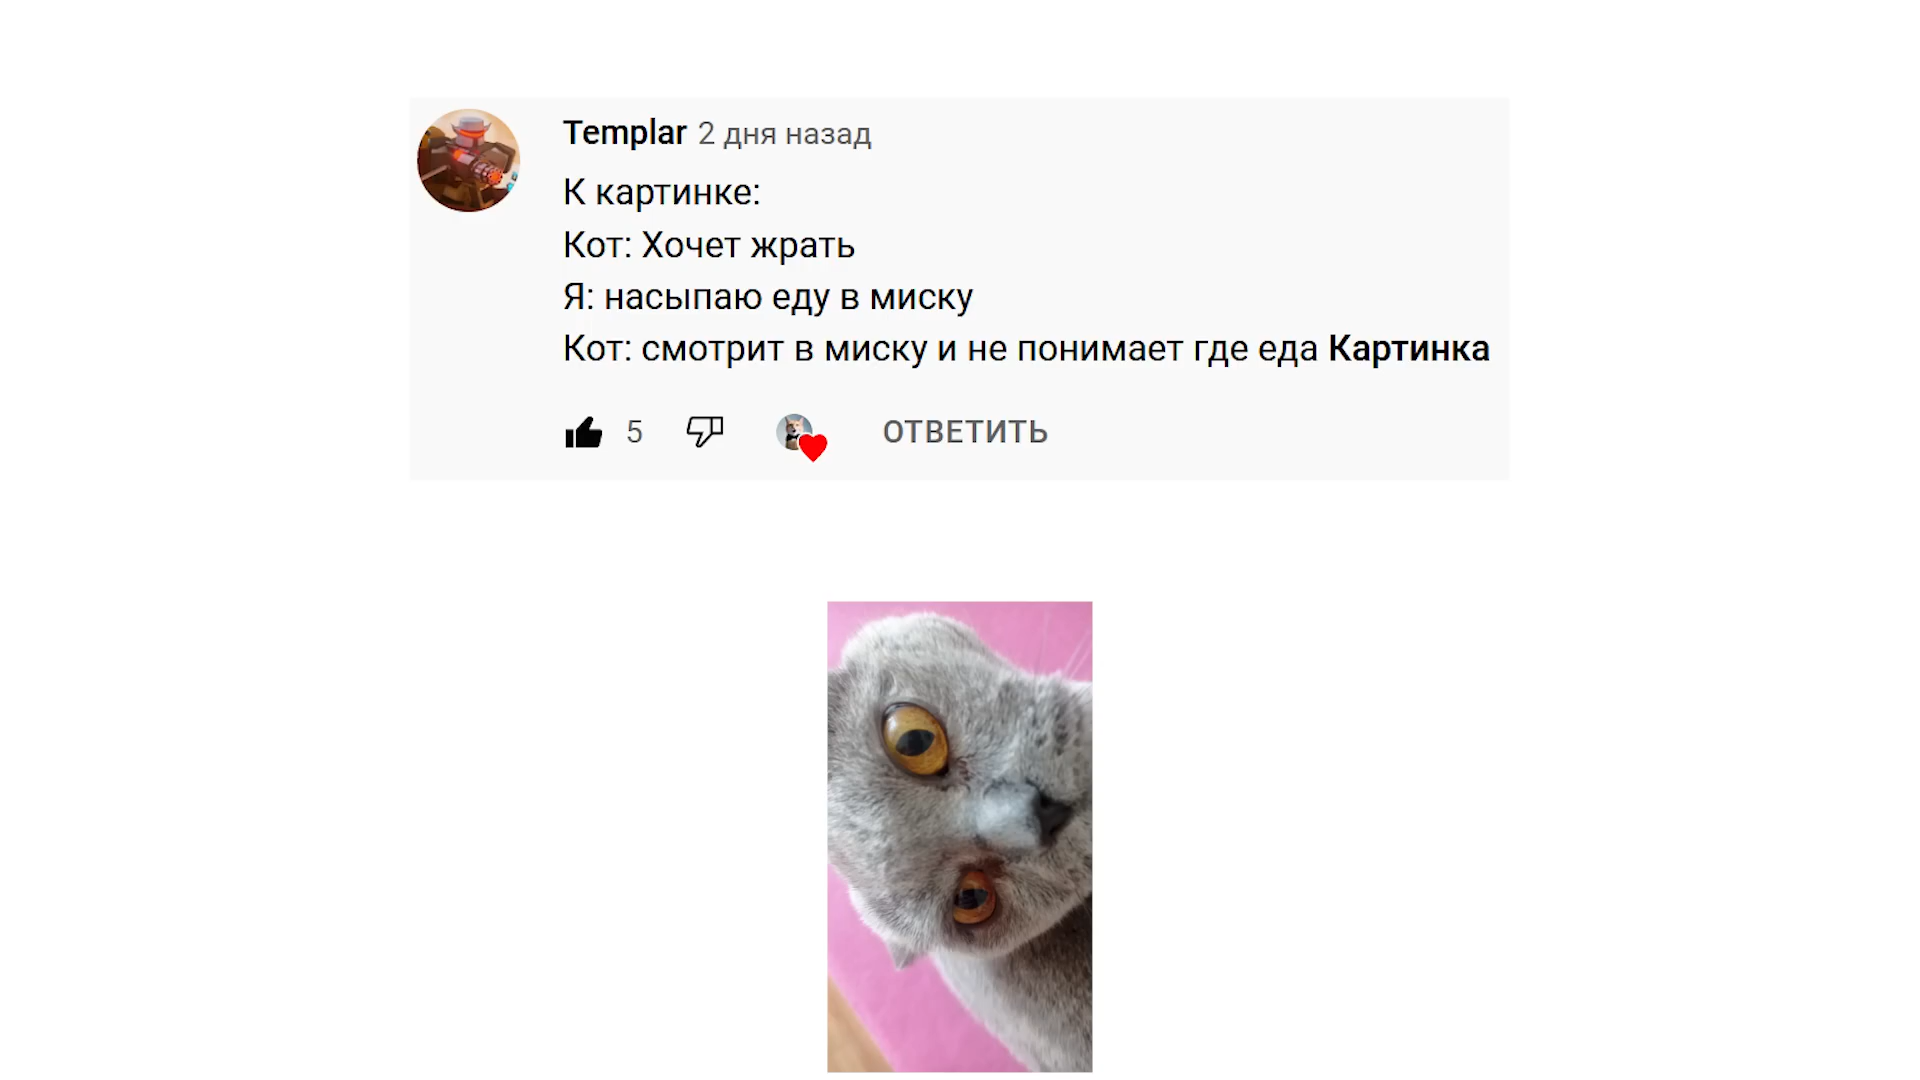 Templar 2 дня назад
К картинке:
Кот: Хочет жрать
Я: насыпаю еду в миску
Кот: смотрит в миску и не понимает где еда Картинка
5 ОТВЕТИТЬ